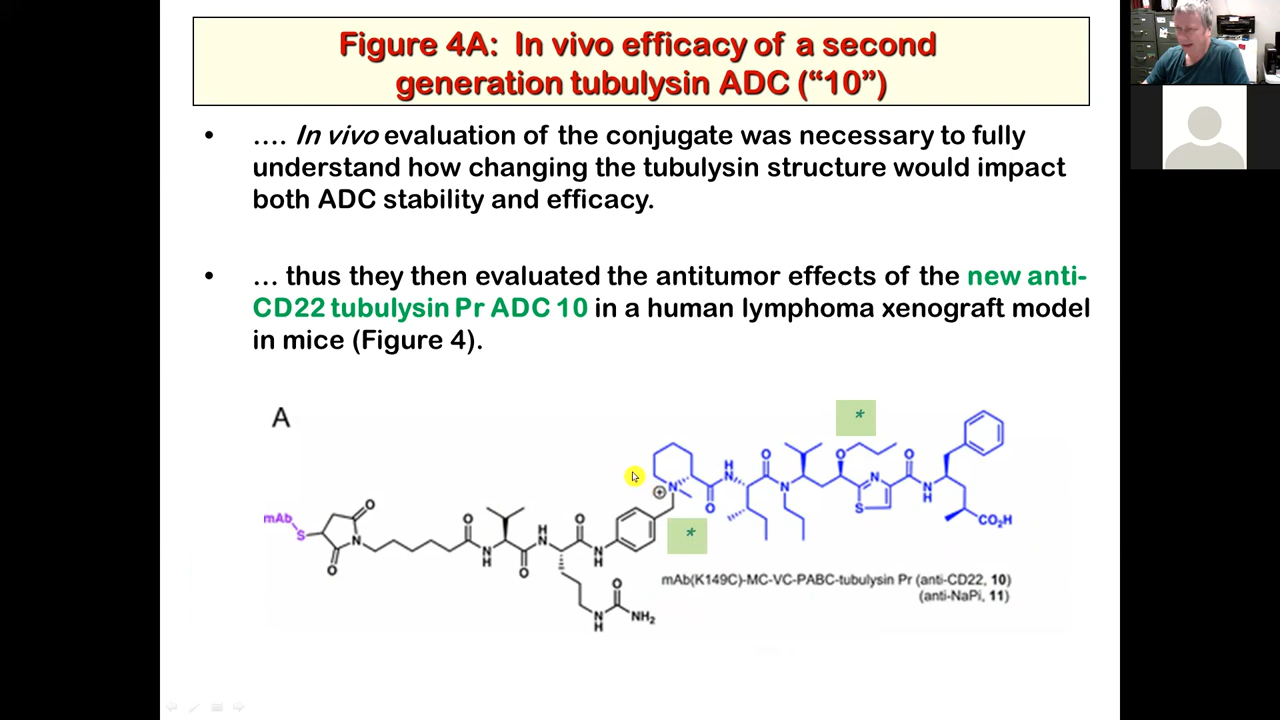 Figure 4A: In vivo efficacy of a second
generation tubulysin ADC (“10”)
• …. In vivo evaluation of the conjugate was necessary to fully
understand how changing the tubulysin structure would impact
both ADC stability and efficacy.
• … thus they then evaluated the antitumor effects of the new anti-
CD22 tubulysin Pr ADC 10 in a human lymphoma xenograft model
in mice (Figure 4).
A
*
*
mAb
S
O
O
N
O
N
H
O
H
N
O
N
H
O
N
H
NH₂
N
⊕
O
H
N
O
N
O
N
S
O
N
H
CO₂H
mAb(K149C)-MC-VC-PABC-tubulysin Pr (anti-CD22, 10)
(anti-NaPi, 11)